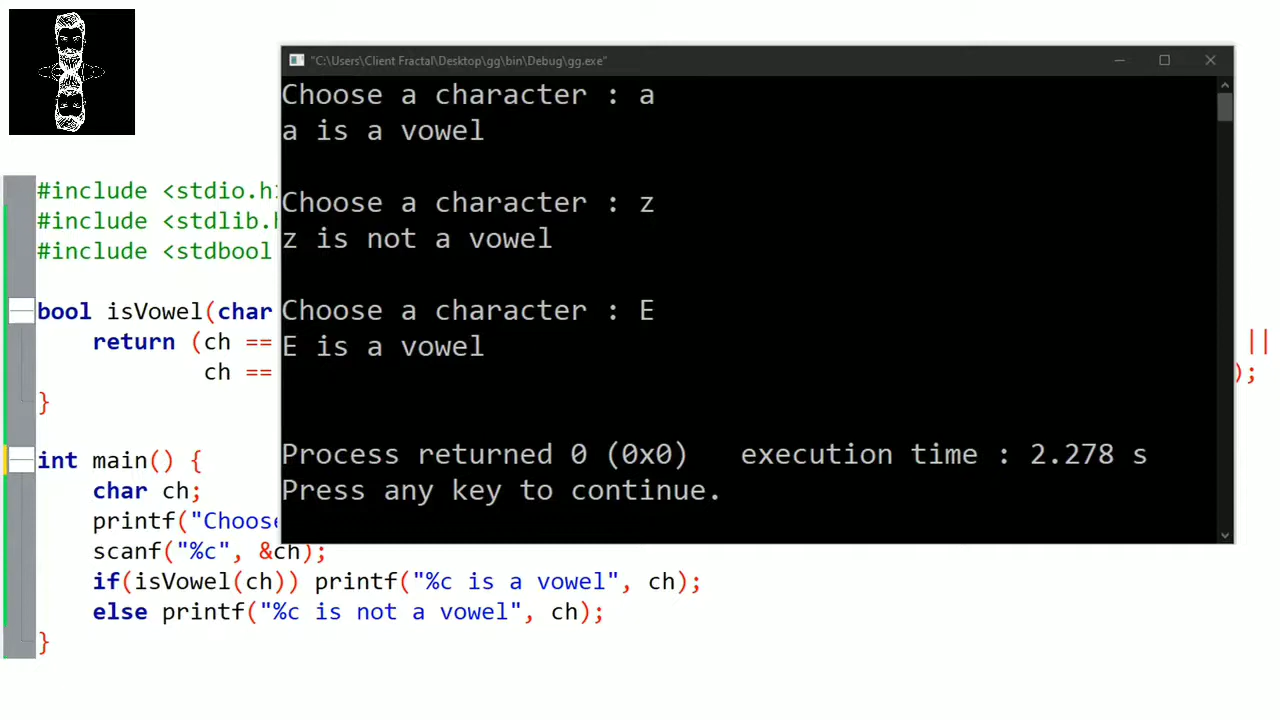 "C:\Users\Client Fractal\Desktop\gg\bin\Debug\gg.exe"
Choose a character : a
a is a vowel
Choose a character : z
z is not a vowel
Choose a character : E
E is a vowel
Process returned 0 (0x0)   execution time : 2.278 s
Press any key to continue.
#include <stdio.h
#include <stdlib.h
#include <stdbool
bool isVowel(char
return (ch == ||
ch == );
}
int main() {
char ch;
printf("Choose
scanf("%c", &ch);
if(isVowel(ch)) printf("%c is a vowel", ch);
else printf("%c is not a vowel", ch);
}